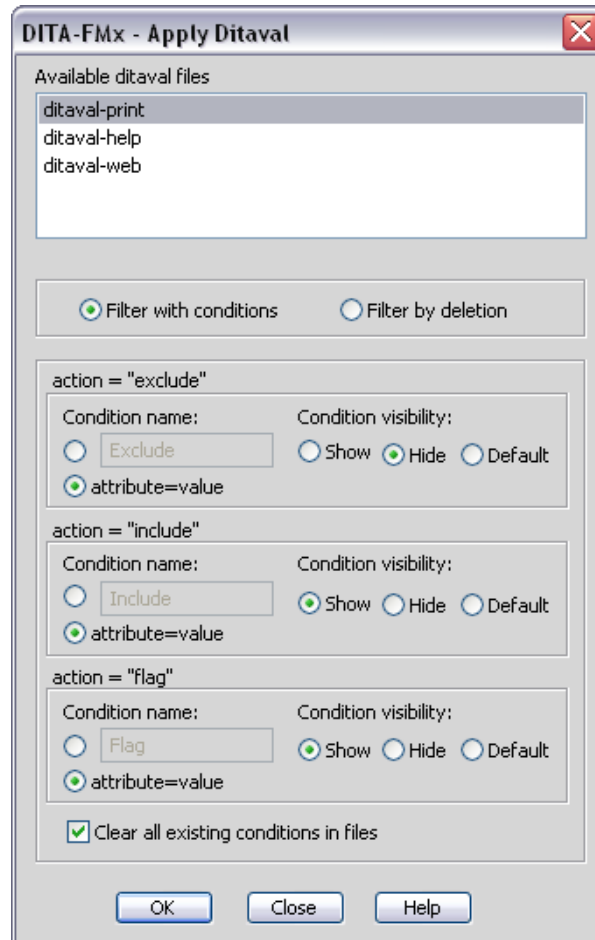 DITA-FMx - Apply Ditaval
Available ditaval files
ditaval-print
ditaval-help
ditaval-web
Filter with conditions Filter by deletion
action = "exclude"
Condition name: Condition visibility:
Exclude Show Hide Default
attribute=value
action = "include"
Condition name: Condition visibility:
Include Show Hide Default
attribute=value
action = "flag"
Condition name: Condition visibility:
Flag Show Hide Default
attribute=value
Clear all existing conditions in files
OK Close Help